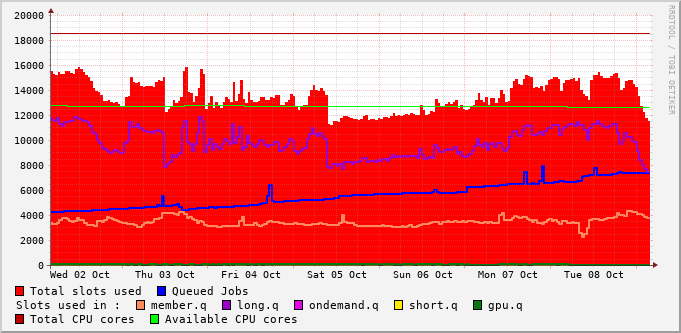 20000
18000
16000
14000
12000
10000
8000
6000
4000
2000
0
Wed 02 Oct Thu 03 Oct Fri 04 Oct Sat 05 Oct Sun 06 Oct Mon 07 Oct Tue 08 Oct
RRDTOOL / TOBI OETIKER
Total slots used Queued Jobs
Slots used in : member.q long.q ondemand.q short.q gpu.q
Total CPU cores Available CPU cores